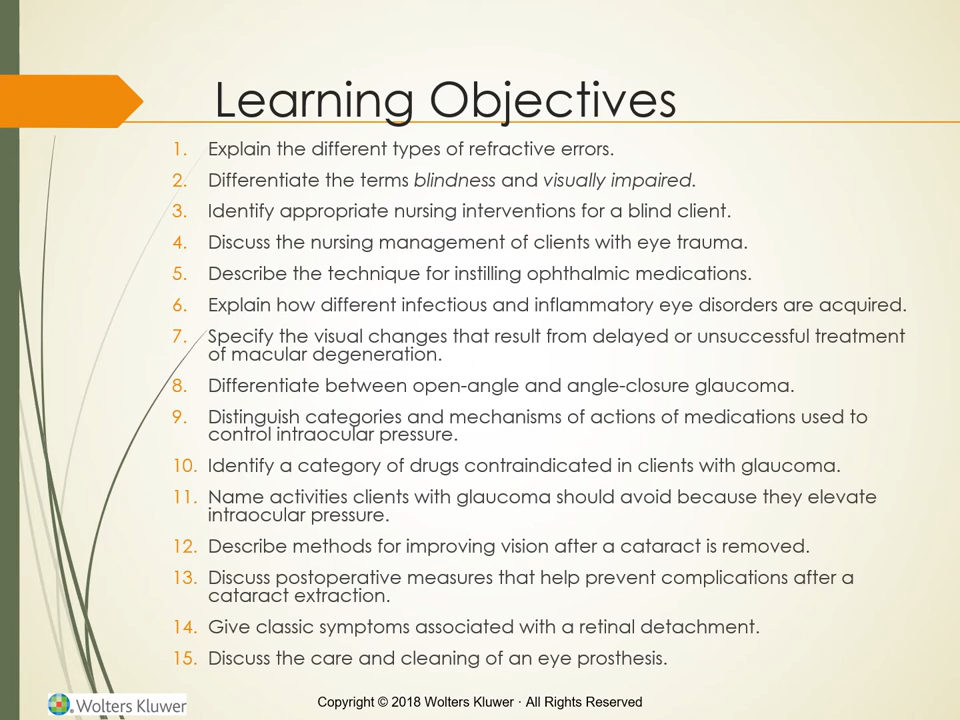 Learning Objectives
1. Explain the different types of refractive errors.
2. Differentiate the terms blindness and visually impaired.
3. Identify appropriate nursing interventions for a blind client.
4. Discuss the nursing management of clients with eye trauma.
5. Describe the technique for instilling ophthalmic medications.
6. Explain how different infectious and inflammatory eye disorders are acquired.
7. Specify the visual changes that result from delayed or unsuccessful treatment
of macular degeneration.
8. Differentiate between open-angle and angle-closure glaucoma.
9. Distinguish categories and mechanisms of actions of medications used to
control intraocular pressure.
10. Identify a category of drugs contraindicated in clients with glaucoma.
11. Name activities clients with glaucoma should avoid because they elevate
intraocular pressure.
12. Describe methods for improving vision after a cataract is removed.
13. Discuss postoperative measures that help prevent complications after a
cataract extraction.
14. Give classic symptoms associated with a retinal detachment.
15. Discuss the care and cleaning of an eye prosthesis.
Wolters Kluwer
Copyright © 2018 Wolters Kluwer · All Rights Reserved